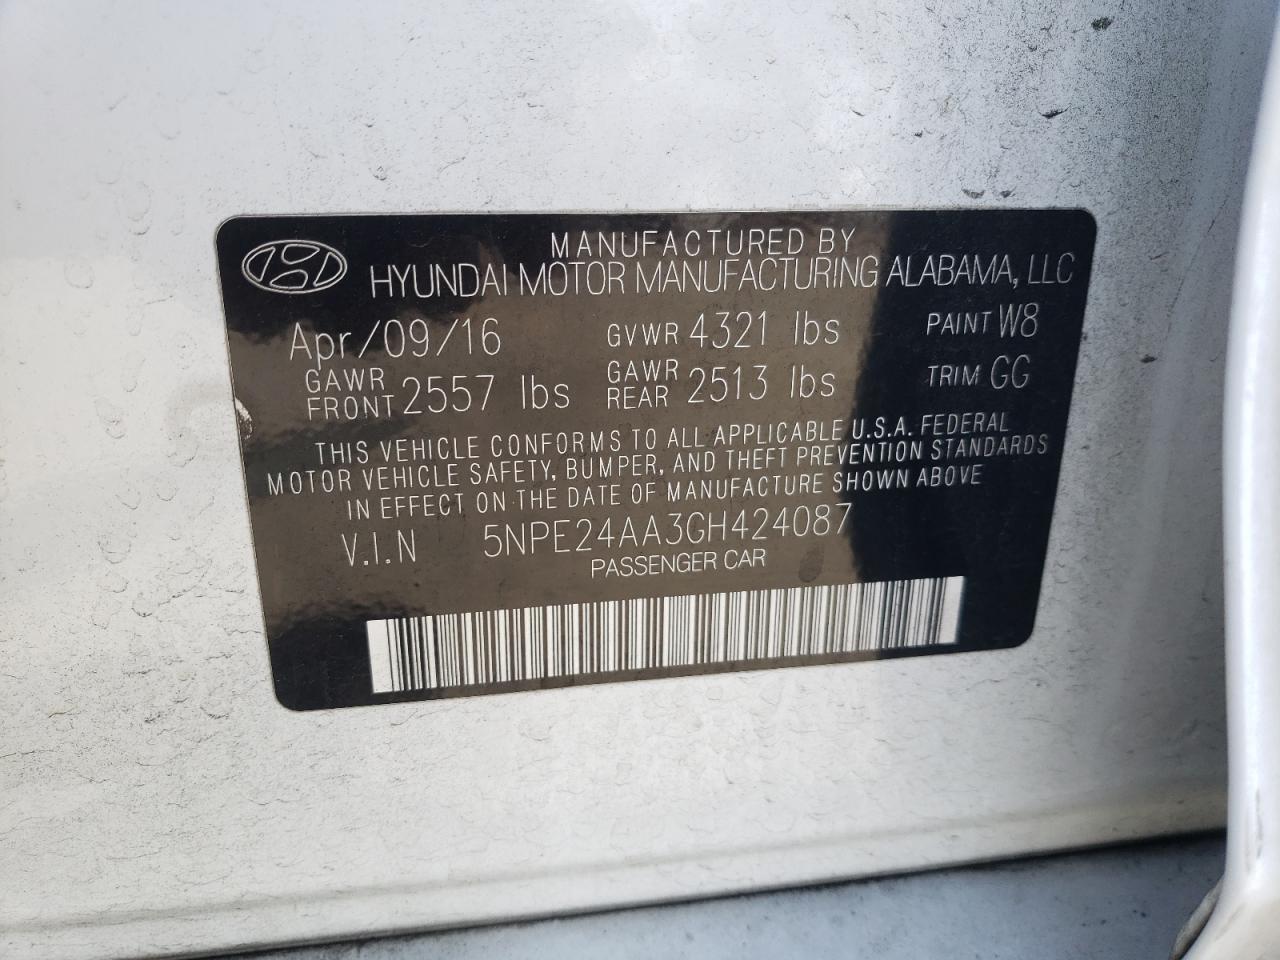 MANUFACTURED BY
HYUNDAI MOTOR MANUFACTURING ALABAMA, LLC
Apr/09/16 GVWR 4321 lbs PAINT W8
GAWR FRONT 2557 lbs GAWR REAR 2513 lbs TRIM GG
THIS VEHICLE CONFORMS TO ALL APPLICABLE U.S.A. FEDERAL
MOTOR VEHICLE SAFETY, BUMPER, AND THEFT PREVENTION STANDARDS
IN EFFECT ON THE DATE OF MANUFACTURE SHOWN ABOVE
V.I.N 5NPE24AA3GH424087
PASSENGER CAR